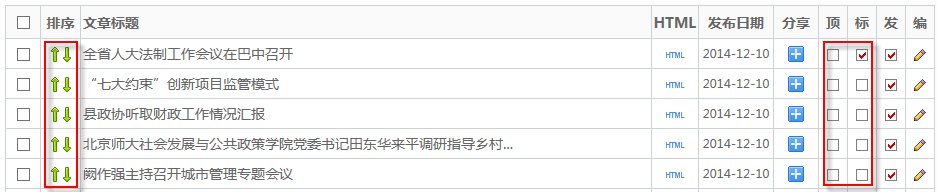 排序 文章标题 HTML 发布日期 分享 顶 标 发 编
全省人大法制工作会议在巴中召开 HTML 2014-12-10
“七大约束”创新项目监管模式 HTML 2014-12-10
县政协听取财政工作情况汇报 HTML 2014-12-10
北京师大社会发展与公共政策学院党委书记田东华来平调研指导乡村... HTML 2014-12-10
阙作强主持召开城市管理专题会议 HTML 2014-12-10